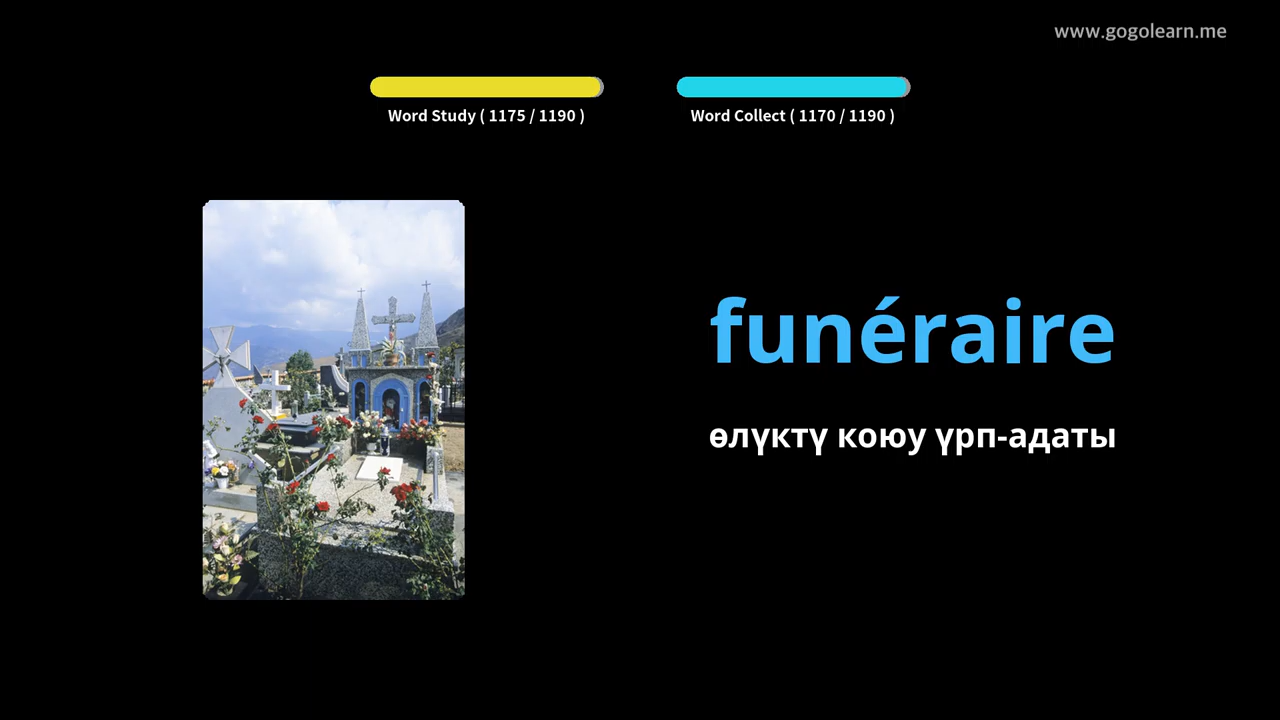 www.gogolearn.me
Word Study ( 1175 / 1190 )
Word Collect ( 1170 / 1190 )
funéraire
өлүктү коюу үрп-адаты